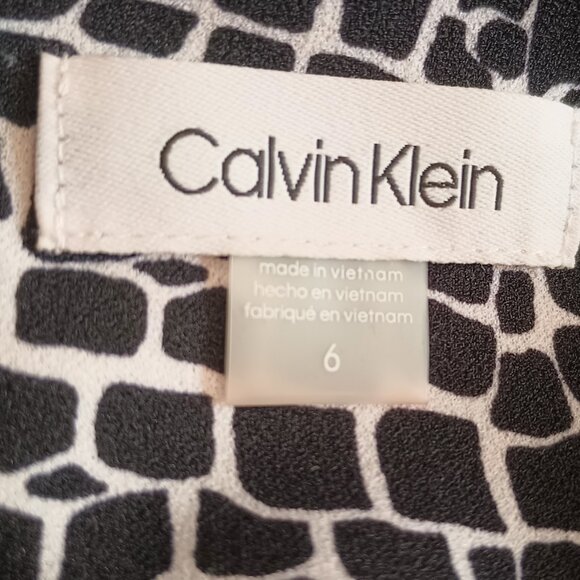 Calvin Klein
made in vietnam
hecho en vietnam
fabriqué en vietnam
6